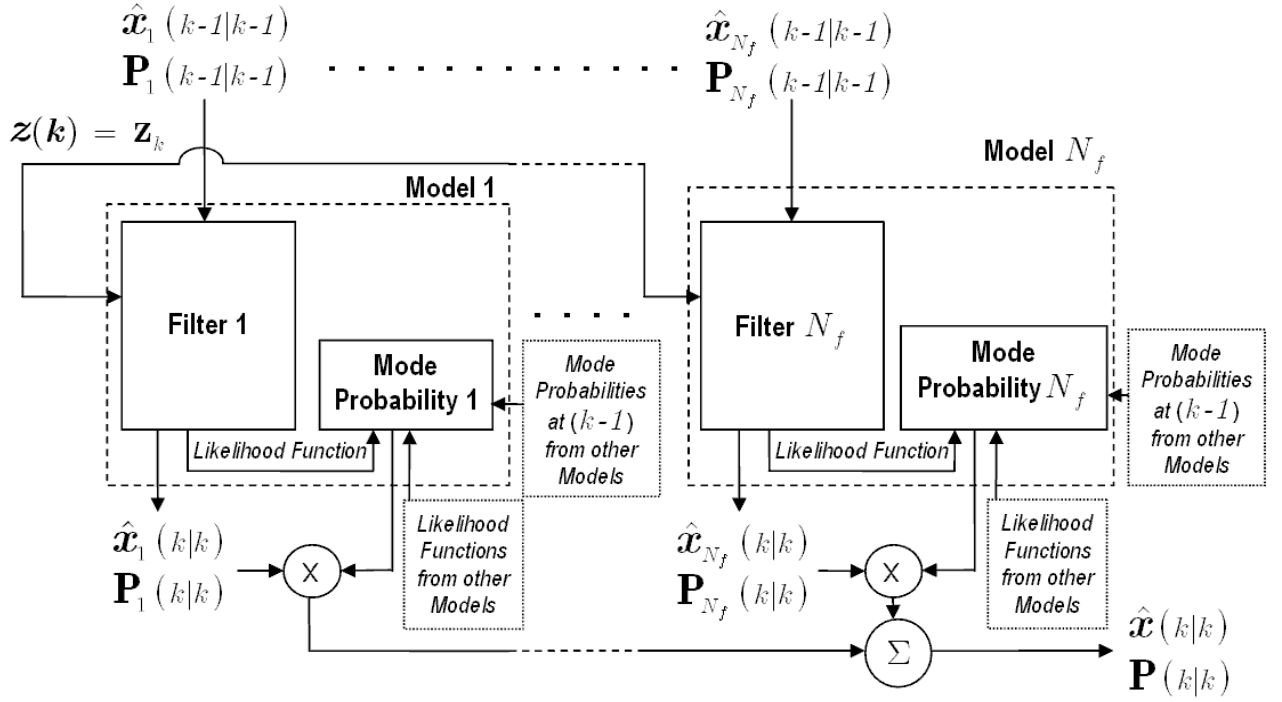 x̂₁ (k-1|k-1)
P₁ (k-1|k-1)
x̂_{N_f} (k-1|k-1)
P_{N_f} (k-1|k-1)
z(k) = z_k
Model 1
Model N_f
Filter 1
Filter N_f
Mode
Probability 1
Mode
Probability N_f
Mode
Probabilities
at (k-1)
from other
Models
Mode
Probabilities
at (k-1)
from other
Models
Likelihood Function
Likelihood Function
Likelihood
Functions
from other
Models
Likelihood
Functions
from other
Models
x̂₁ (k|k)
P₁ (k|k)
X
x̂_{N_f} (k|k)
P_{N_f} (k|k)
X
Σ
x̂ (k|k)
P (k|k)